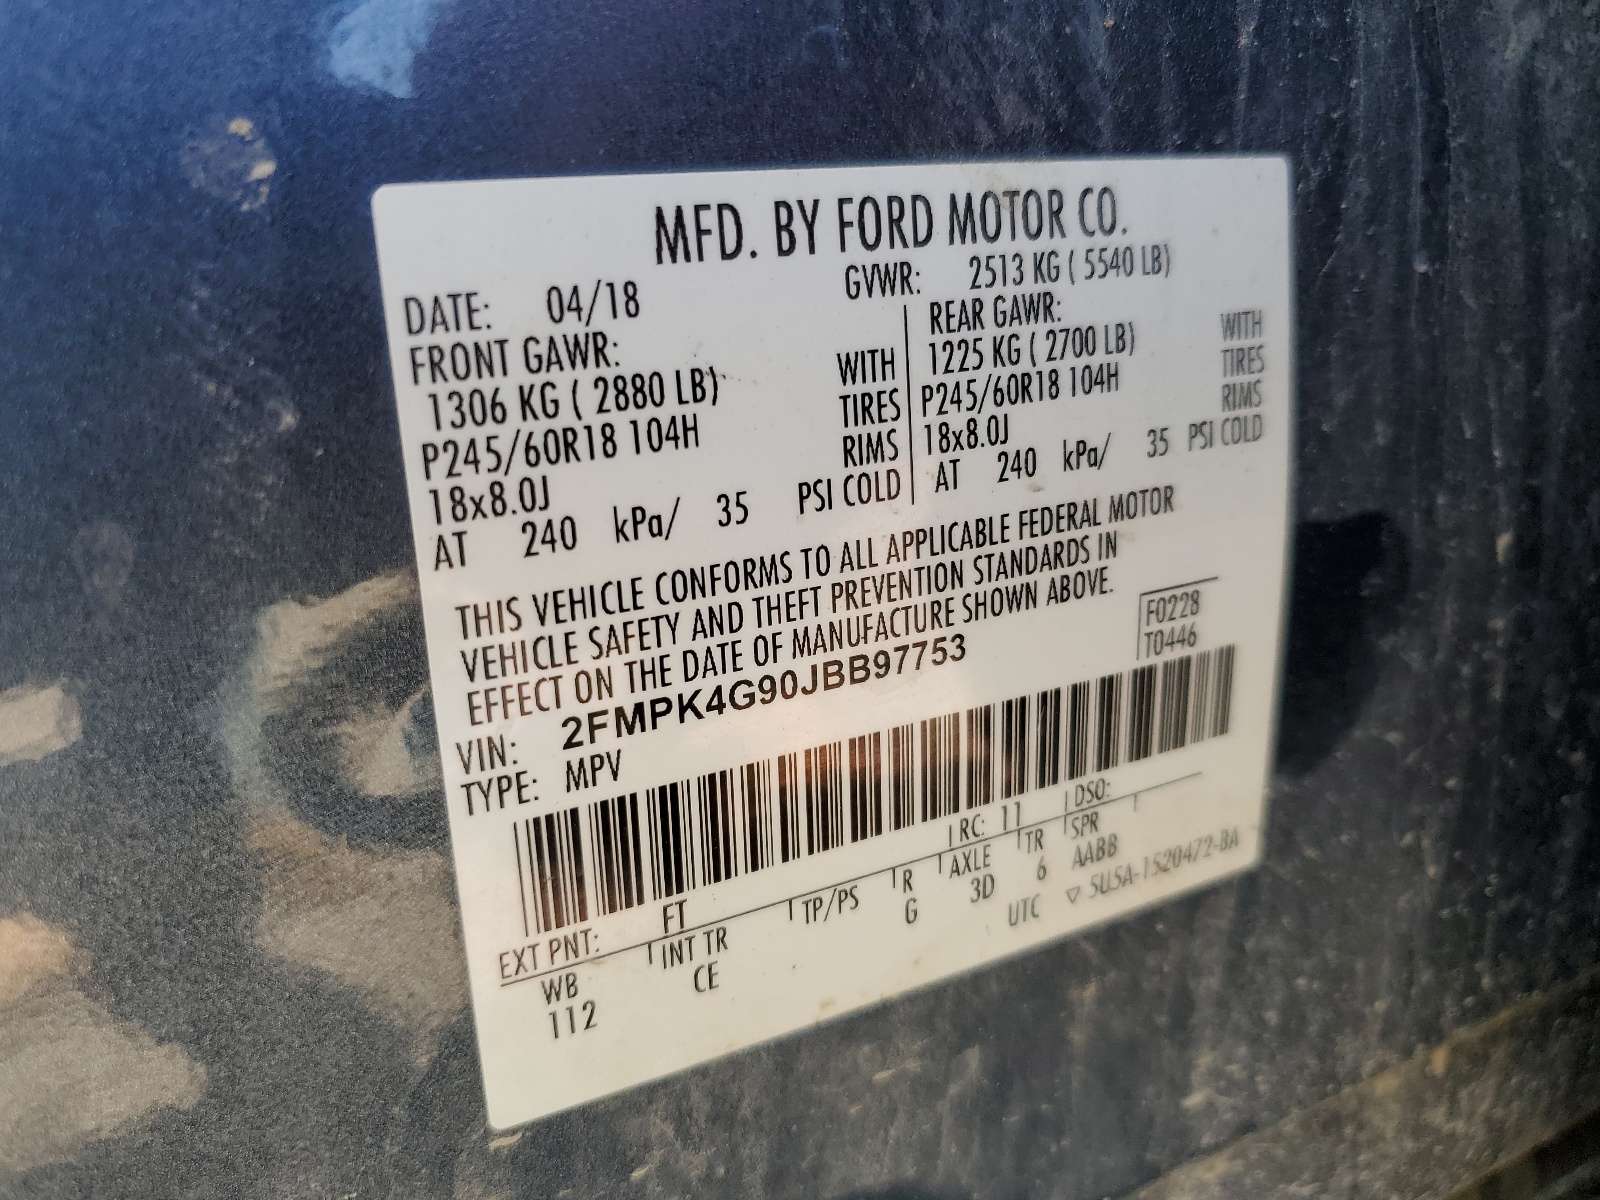 MFD. BY FORD MOTOR CO.
DATE: 04/18 GVWR: 2513 KG ( 5540 LB)
FRONT GAWR: REAR GAWR:
1306 KG ( 2880 LB) WITH 1225 KG ( 2700 LB) WITH
P245/60R18 104H TIRES P245/60R18 104H TIRES
18x8.0J RIMS 18x8.0J RIMS
AT 240 kPa/ 35 PSI COLD AT 240 kPa/ 35 PSI COLD
THIS VEHICLE CONFORMS TO ALL APPLICABLE FEDERAL MOTOR
VEHICLE SAFETY AND THEFT PREVENTION STANDARDS IN
EFFECT ON THE DATE OF MANUFACTURE SHOWN ABOVE.
F0228
T0446
VIN: 2FMPK4G90JBB97753
TYPE: MPV
EXT PNT: FT RC: 11 DSO:
WB INT TR TP/PS R AXLE TR SPR
112 CE G 3D 6 AABB
UTC ▽ 5U5A-1520472-BA